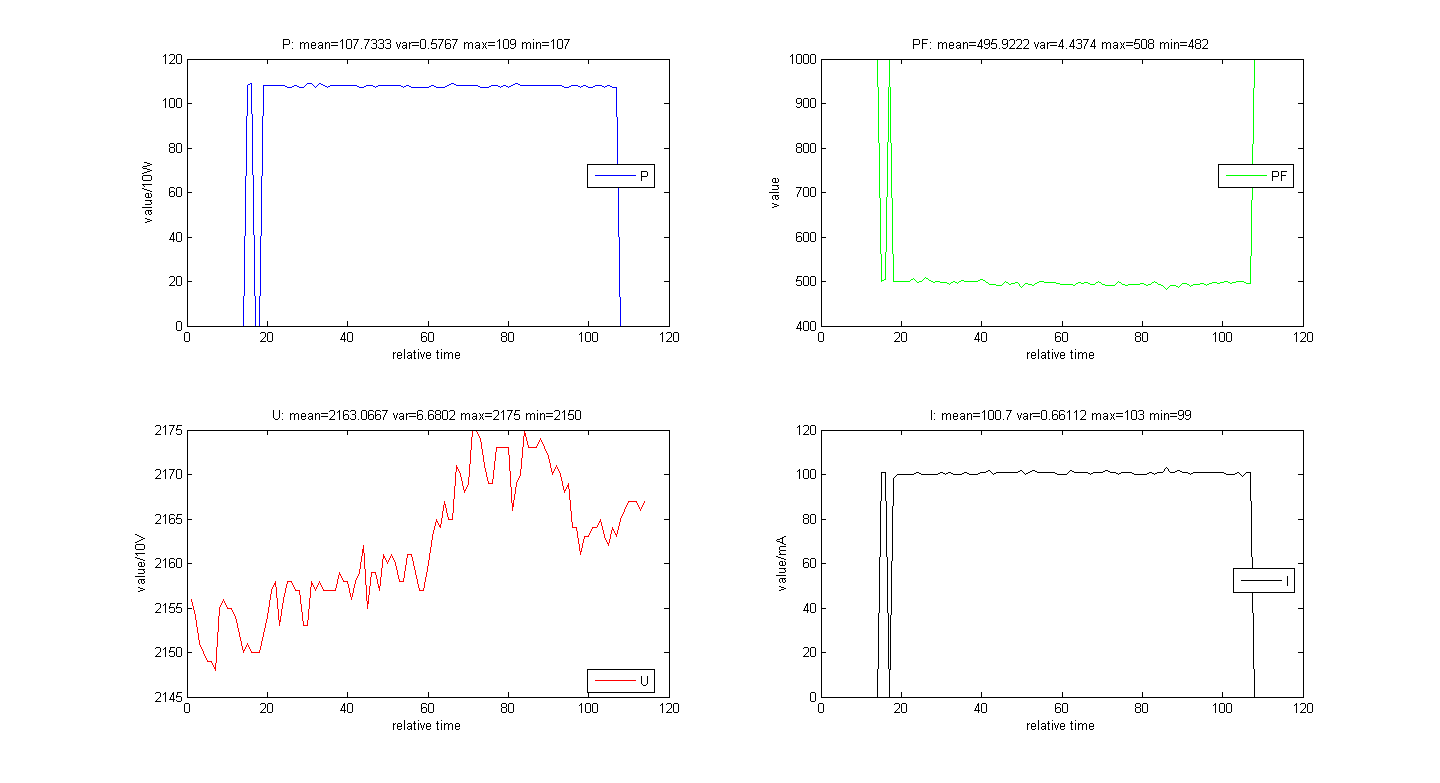 P: mean=107.7333 var=0.5767 max=109 min=107
120
100
80
60
40
20
0
value/10W
P
0 20 40 60 80 100 120
relative time
PF: mean=495.9222 var=4.4374 max=508 min=482
1000
900
800
700
600
500
400
value
PF
0 20 40 60 80 100 120
relative time
U: mean=2163.0667 var=6.6802 max=2175 min=2150
2175
2170
2165
2160
2155
2150
2145
value/10V
U
0 20 40 60 80 100 120
relative time
I: mean=100.7 var=0.66112 max=103 min=99
120
100
80
60
40
20
0
value/mA
I
0 20 40 60 80 100 120
relative time